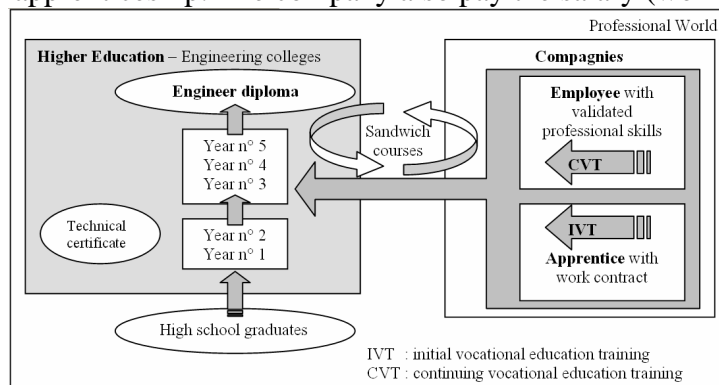 Professional World
Higher Education – Engineering colleges
Engineer diploma
Year n° 5
Year n° 4
Year n° 3
Year n° 2
Year n° 1
Technical
certificate
High school graduates
Sandwich
courses
Compagnies
Employee with
validated
professional skills
CVT
IVT
Apprentice with
work contract
IVT : initial vocational education training
CVT : continuing vocational education training